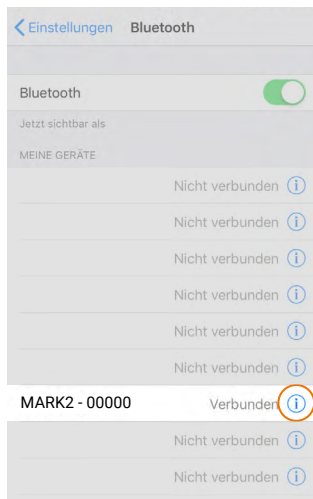 Einstellungen Bluetooth
Bluetooth
Jetzt sichtbar als
MEINE GERÄTE
Nicht verbunden i
Nicht verbunden i
Nicht verbunden i
Nicht verbunden i
Nicht verbunden i
Nicht verbunden i
MARK2 - 00000 Verbunden i
Nicht verbunden i
Nicht verbunden i